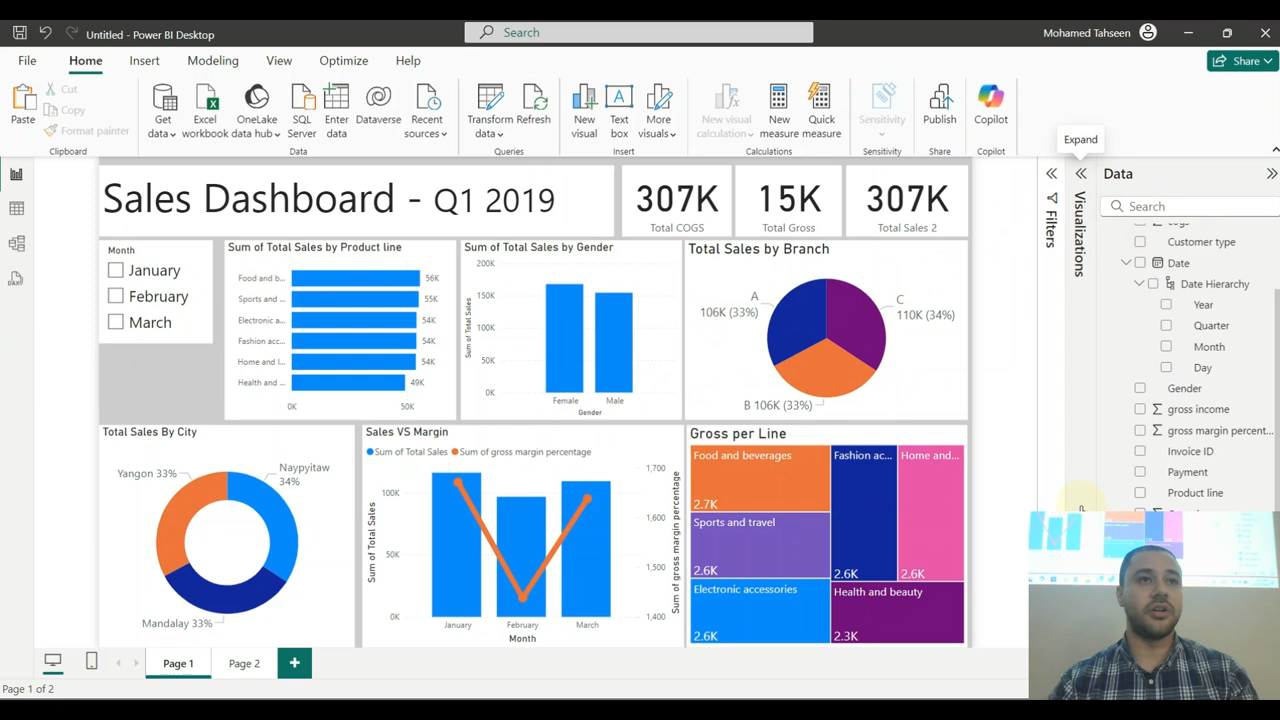 Untitled - Power BI Desktop
Search
Mohamed Tahseen
File Home Insert Modeling View Optimize Help
Share
Paste
Cut
Copy
Format painter
Clipboard
Get data
Excel workbook
OneLake data hub
SQL Server
Enter data
Dataverse
Recent sources
Data
Transform data
Refresh
Queries
New visual
Text box
More visuals
Insert
New visual calculation
New measure
Quick measure
Calculations
Sensitivity
Sensitivity
Publish
Share
Copilot
Copilot
Expand
Sales Dashboard - Q1 2019
307K
Total COGS
15K
Total Gross
307K
Total Sales 2
Month
January
February
March
Sum of Total Sales by Product line
Food and b... 56K
Sports and ... 55K
Electronic a... 54K
Fashion acc... 54K
Home and l... 54K
Health and ... 49K
0K 50K
Sum of Total Sales by Gender
Sum of Total Sales
200K
150K
100K
50K
0K
Female Male
Gender
Total Sales by Branch
A
106K (33%)
C
110K (34%)
B 106K (33%)
Total Sales By City
Yangon 33%
Naypyitaw
34%
Mandalay 33%
Sales VS Margin
Sum of Total Sales Sum of gross margin percentage
Sum of Total Sales
100K
50K
0K
1,700
1,600
1,500
1,400
Sum of gross margin percentage
January February March
Month
Gross per Line
Food and beverages
2.7K
Sports and travel
2.6K
Electronic accessories
2.6K
Fashion ac...
2.6K
Home and...
2.6K
Health and beauty
2.3K
Filters
Visualizations
Data
Search
Customer type
Date
Date Hierarchy
Year
Quarter
Month
Day
Gender
gross income
gross margin percent...
Invoice ID
Payment
Product line
Page 1
Page 2
Page 1 of 2